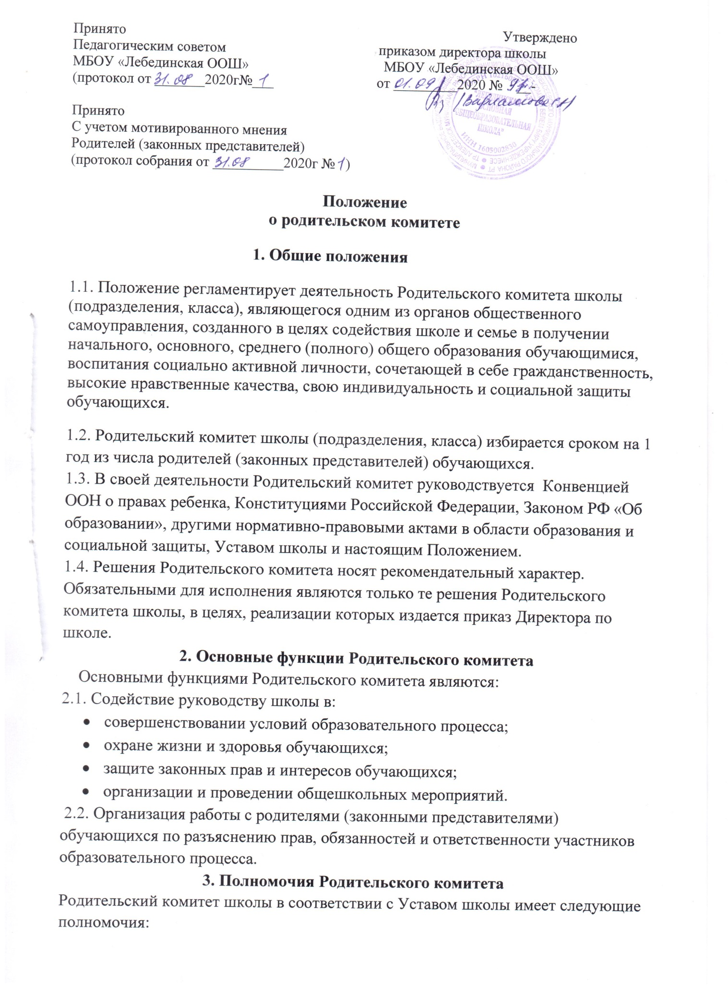 Принято
Педагогическим советом
МБОУ «Лебединская ООШ»
(протокол от 31.08 2020г№ 1
Утверждено
приказом директора школы
МБОУ «Лебединская ООШ»
от 01.09 2020 №
Принято
С учетом мотивированного мнения
Родителей (законных представителей)
(протокол собрания от 31.08 2020г №1)
"ЛЕБЕДИНСКАЯ
ОСНОВНАЯ
ОБЩЕОБРАЗОВАТЕЛЬНАЯ
ШКОЛА"
ИНН 1605002830
Положение
о родительском комитете
1. Общие положения
1.1. Положение регламентирует деятельность Родительского комитета школы
(подразделения, класса), являющегося одним из органов общественного
самоуправления, созданного в целях содействия школе и семье в получении
начального, основного, среднего (полного) общего образования обучающимися,
воспитания социально активной личности, сочетающей в себе гражданственность,
высокие нравственные качества, свою индивидуальность и социальной защиты
обучающихся.
1.2. Родительский комитет школы (подразделения, класса) избирается сроком на 1
год из числа родителей (законных представителей) обучающихся.
1.3. В своей деятельности Родительский комитет руководствуется Конвенцией
ООН о правах ребенка, Конституциями Российской Федерации, Законом РФ «Об
образовании», другими нормативно-правовыми актами в области образования и
социальной защиты, Уставом школы и настоящим Положением.
1.4. Решения Родительского комитета носят рекомендательный характер.
Обязательными для исполнения являются только те решения Родительского
комитета школы, в целях, реализации которых издается приказ Директора по
школе.
2. Основные функции Родительского комитета
Основными функциями Родительского комитета являются:
2.1. Содействие руководству школы в:
• совершенствовании условий образовательного процесса;
• охране жизни и здоровья обучающихся;
• защите законных прав и интересов обучающихся;
• организации и проведении общешкольных мероприятий.
2.2. Организация работы с родителями (законными представителями)
обучающихся по разъяснению прав, обязанностей и ответственности участников
образовательного процесса.
3. Полномочия Родительского комитета
Родительский комитет школы в соответствии с Уставом школы имеет следующие
полномочия: